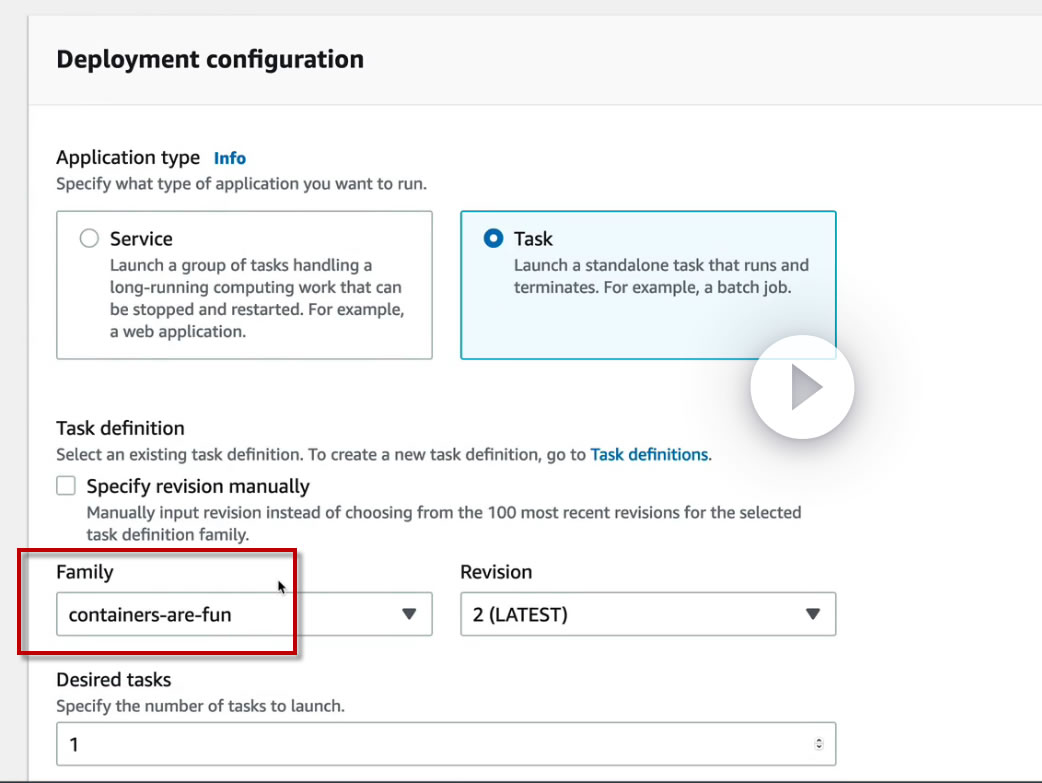 Deployment configuration
Application type Info
Specify what type of application you want to run.
Service
Launch a group of tasks handling a
long-running computing work that can
be stopped and restarted. For example,
a web application.
Task
Launch a standalone task that runs and
terminates. For example, a batch job.
Task definition
Select an existing task definition. To create a new task definition, go to Task definitions.
Specify revision manually
Manually input revision instead of choosing from the 100 most recent revisions for the selected
task definition family.
Family
containers-are-fun
Revision
2 (LATEST)
Desired tasks
Specify the number of tasks to launch.
1